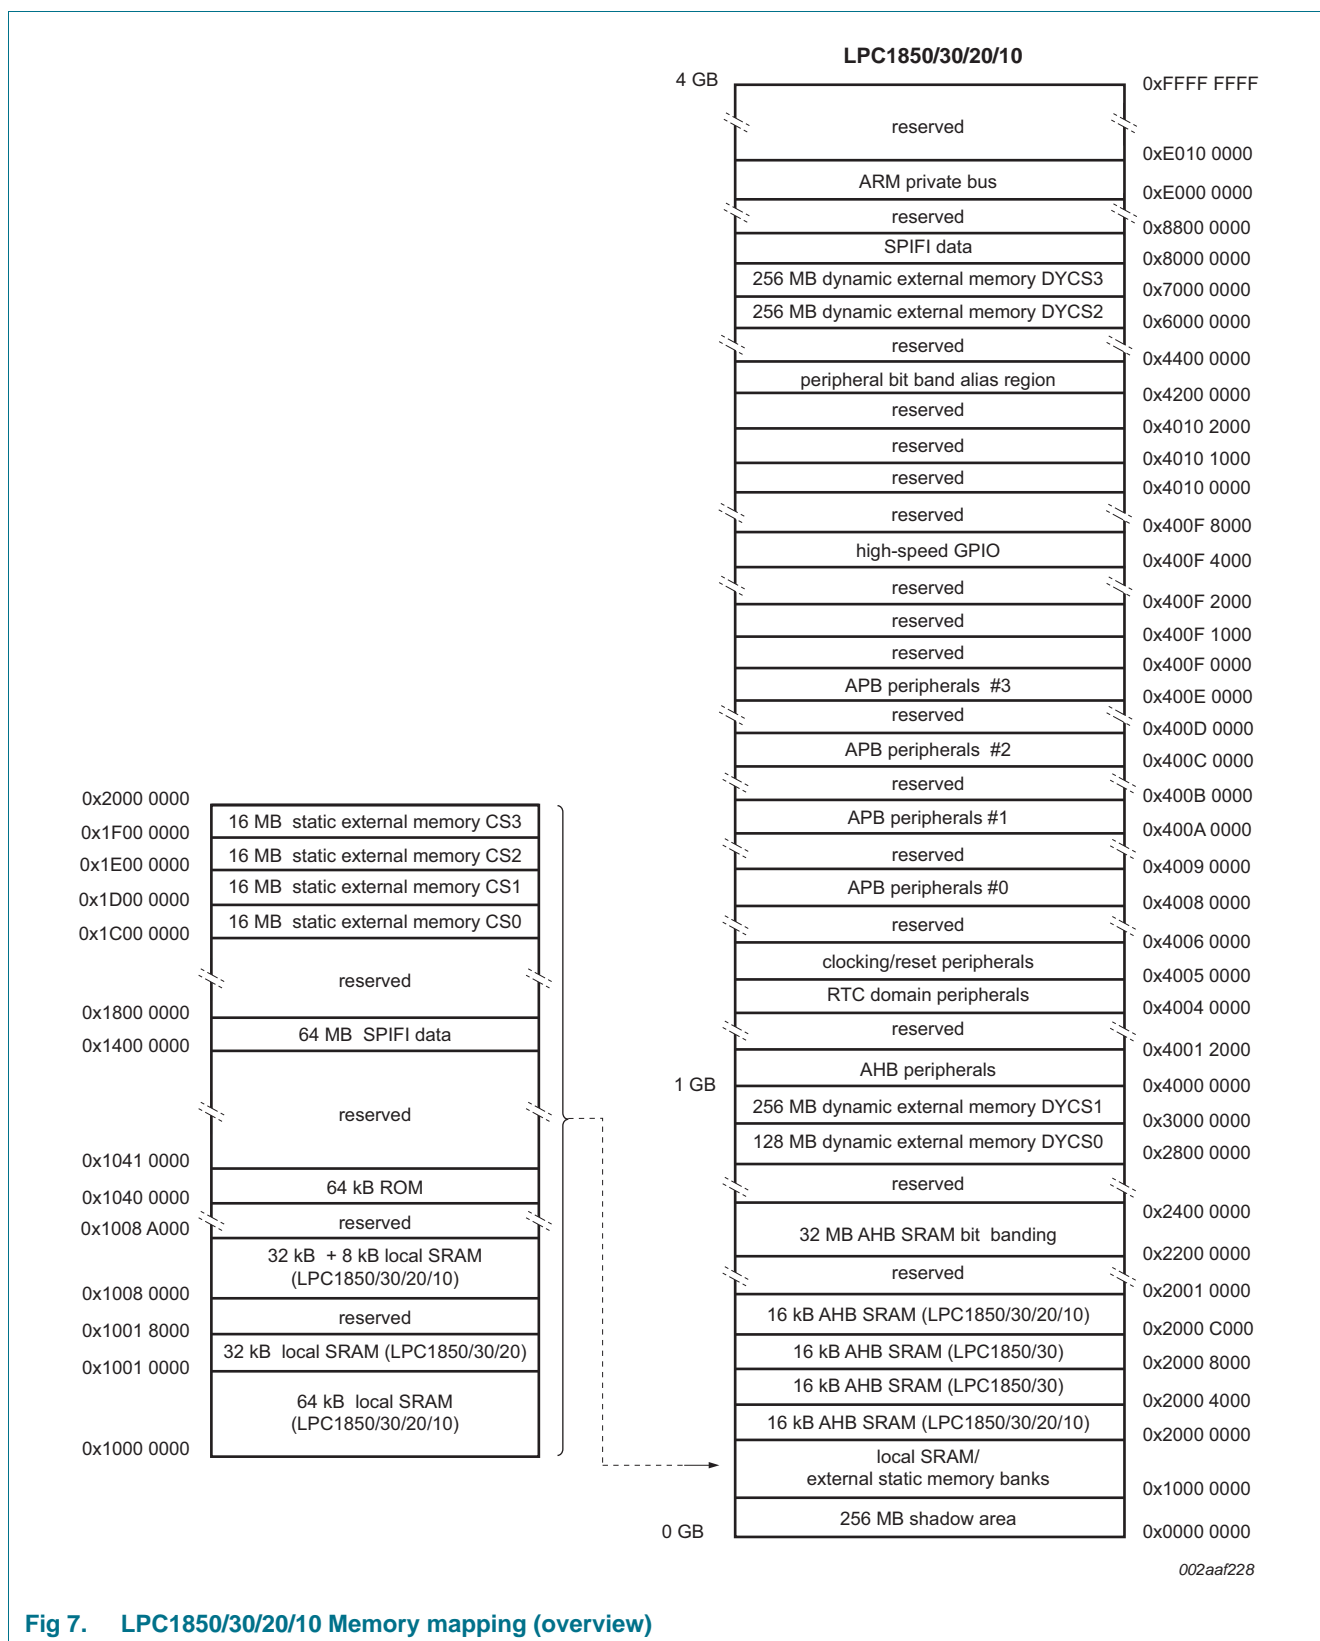 LPC1850/30/20/10
4 GB
0xFFFF FFFF
reserved
0xE010 0000
ARM private bus
0xE000 0000
reserved
0x8800 0000
SPIFI data
0x8000 0000
256 MB dynamic external memory DYCS3
0x7000 0000
256 MB dynamic external memory DYCS2
0x6000 0000
reserved
0x4400 0000
peripheral bit band alias region
0x4200 0000
reserved
0x4010 2000
reserved
0x4010 1000
reserved
0x4010 0000
reserved
0x400F 8000
high-speed GPIO
0x400F 4000
reserved
0x400F 2000
reserved
0x400F 1000
reserved
0x400F 0000
APB peripherals #3
0x400E 0000
reserved
0x400D 0000
APB peripherals #2
0x400C 0000
reserved
0x400B 0000
APB peripherals #1
0x400A 0000
reserved
0x4009 0000
APB peripherals #0
0x4008 0000
reserved
0x4006 0000
clocking/reset peripherals
0x4005 0000
RTC domain peripherals
0x4004 0000
reserved
0x4001 2000
AHB peripherals
1 GB
0x4000 0000
256 MB dynamic external memory DYCS1
0x3000 0000
128 MB dynamic external memory DYCS0
0x2800 0000
reserved
0x2400 0000
32 MB AHB SRAM bit banding
0x2200 0000
reserved
0x2001 0000
16 kB AHB SRAM (LPC1850/30/20/10)
0x2000 C000
16 kB AHB SRAM (LPC1850/30)
0x2000 8000
16 kB AHB SRAM (LPC1850/30)
0x2000 4000
16 kB AHB SRAM (LPC1850/30/20/10)
0x2000 0000
local SRAM/
external static memory banks
0x1000 0000
256 MB shadow area
0 GB
0x0000 0000
0x2000 0000
16 MB static external memory CS3
0x1F00 0000
16 MB static external memory CS2
0x1E00 0000
16 MB static external memory CS1
0x1D00 0000
16 MB static external memory CS0
0x1C00 0000
reserved
0x1800 0000
64 MB SPIFI data
0x1400 0000
reserved
0x1041 0000
64 kB ROM
0x1040 0000
reserved
0x1008 A000
32 kB + 8 kB local SRAM
(LPC1850/30/20/10)
0x1008 0000
reserved
0x1001 8000
32 kB local SRAM (LPC1850/30/20)
0x1001 0000
64 kB local SRAM
(LPC1850/30/20/10)
0x1000 0000
002aaf228
Fig 7. LPC1850/30/20/10 Memory mapping (overview)